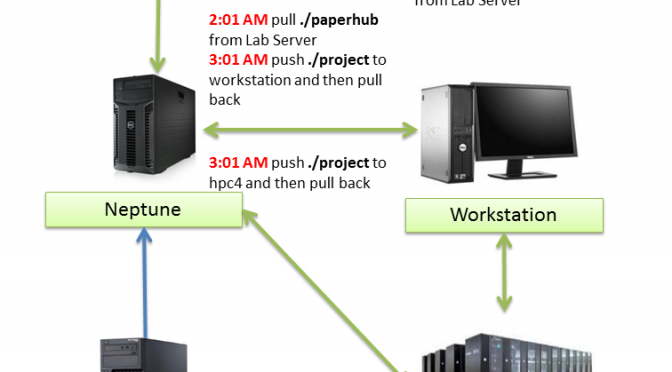 from Lab Server
2:01 AM pull ./paperhub
from Lab Server
3:01 AM push ./project to
workstation and then pull
back
3:01 AM push ./project to
hpc4 and then pull back
Neptune
Workstation